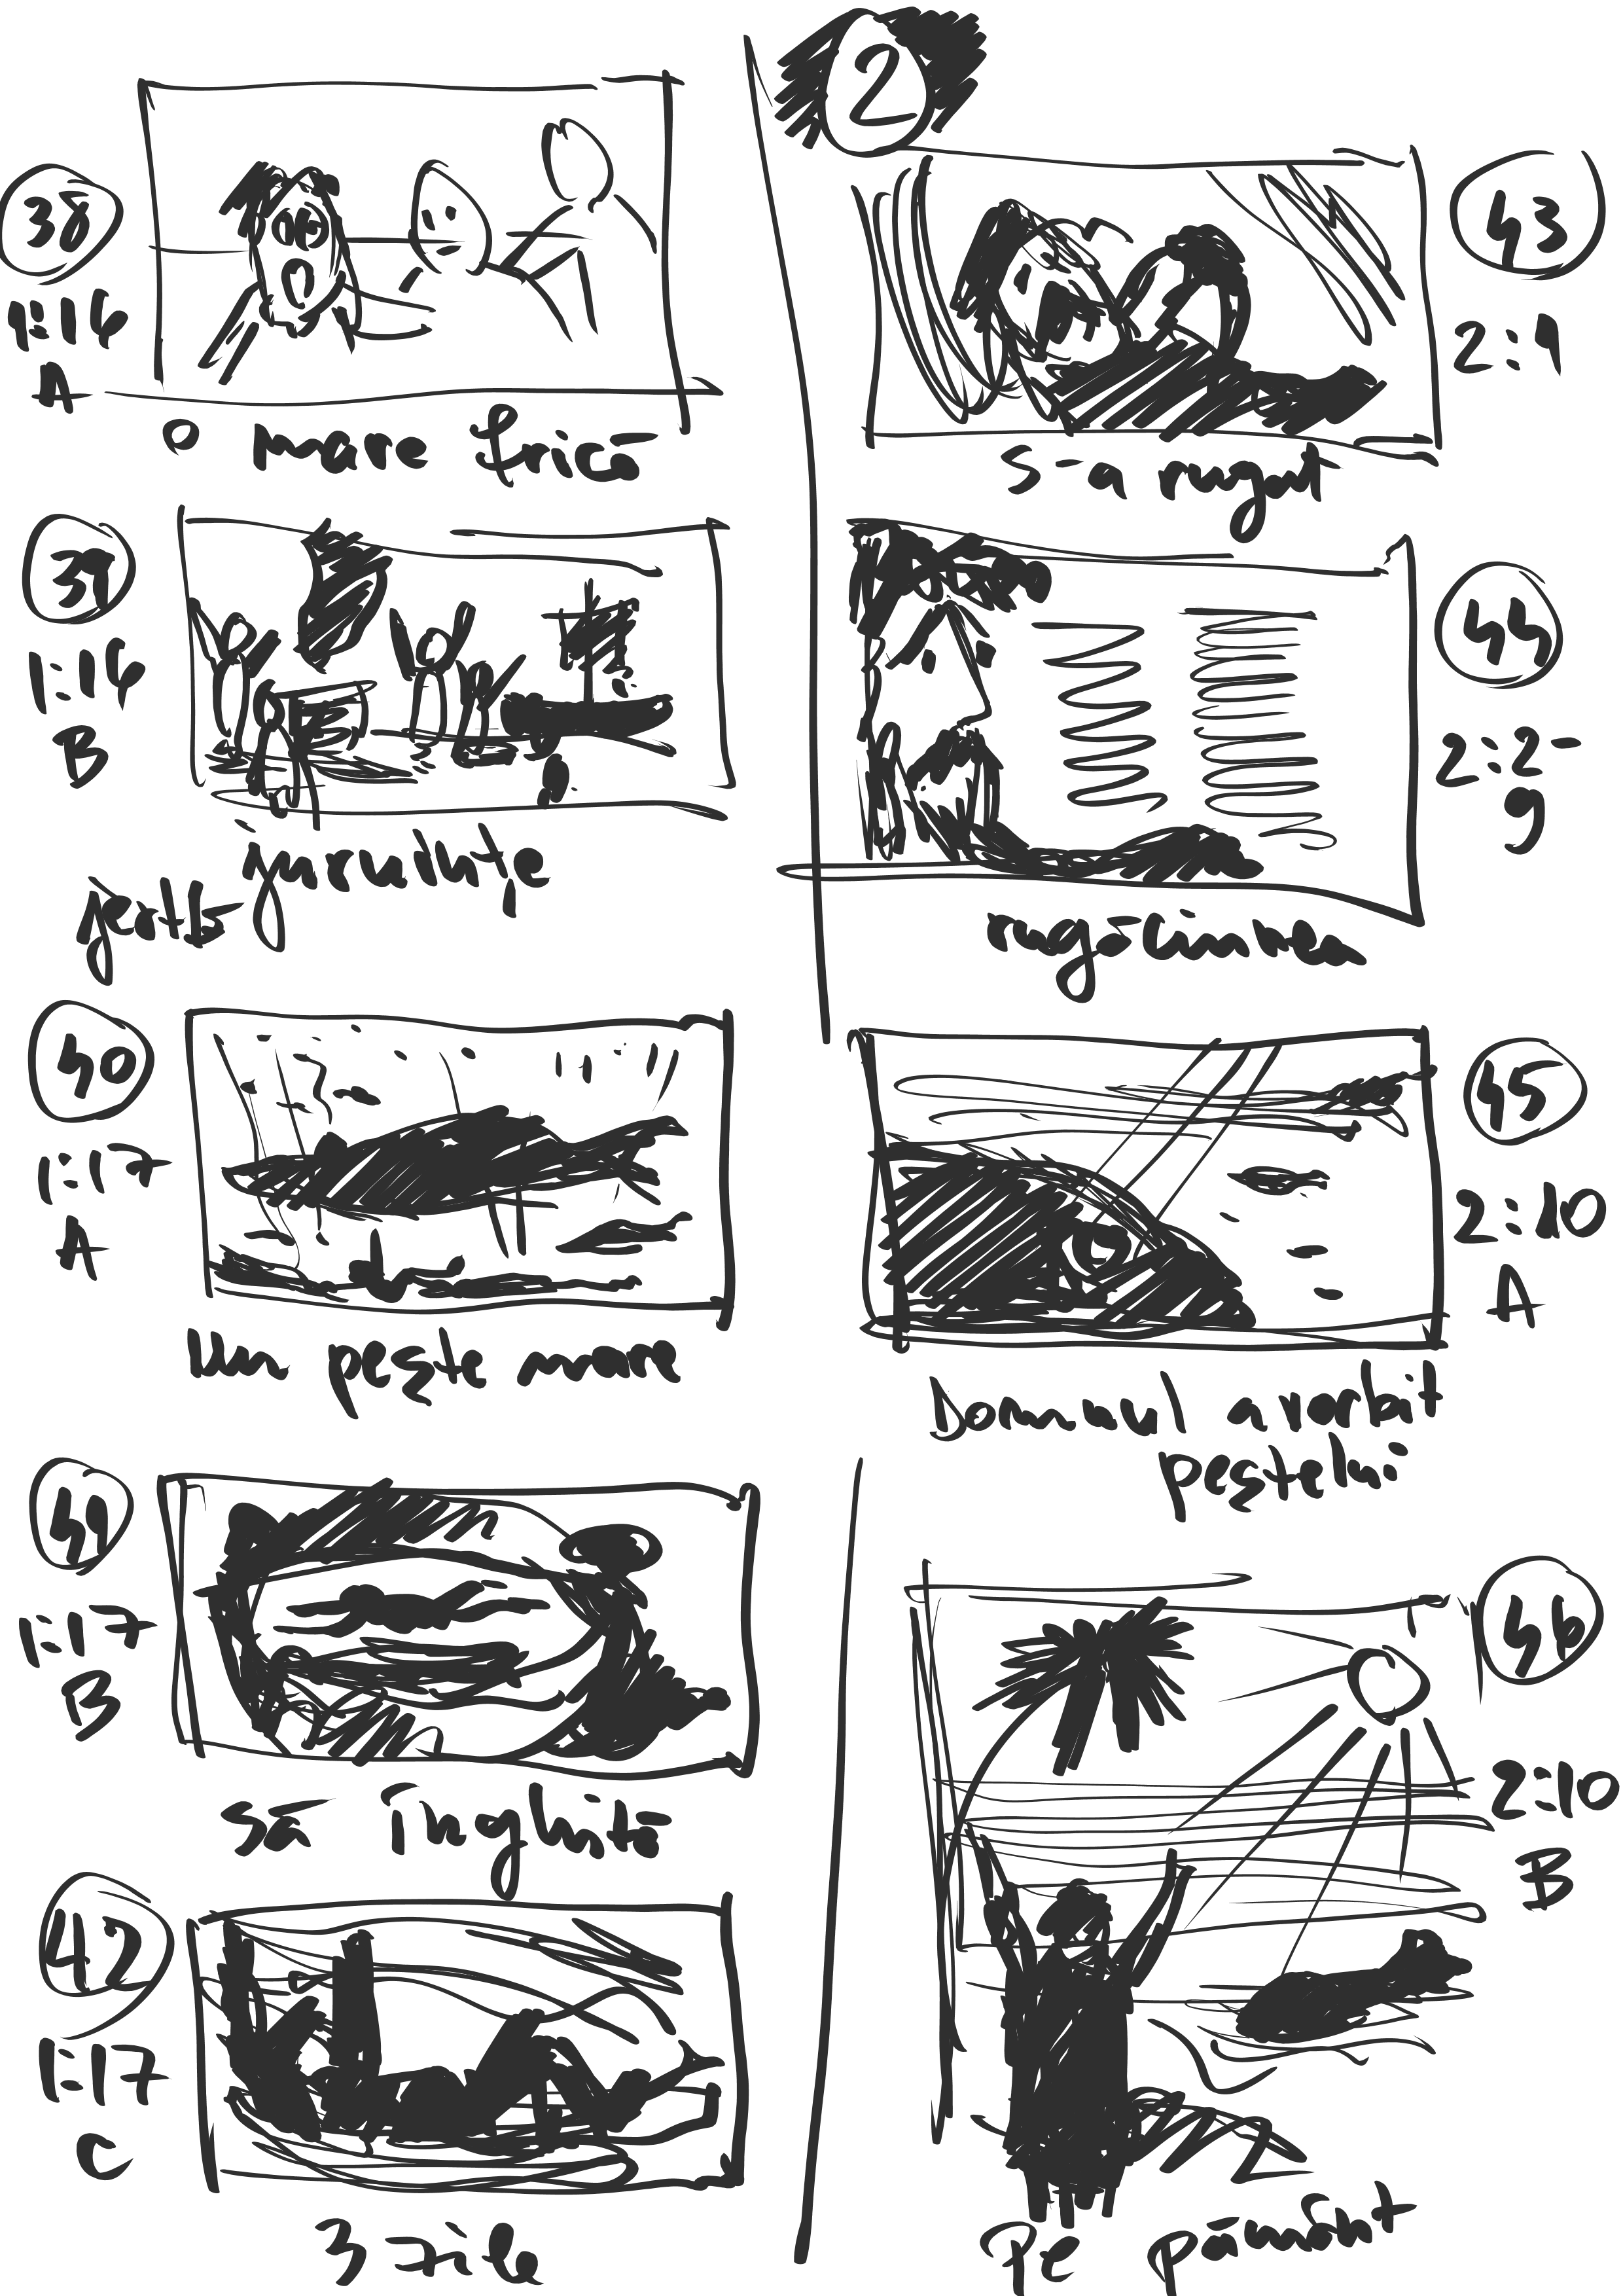 38
1:16
A
O mare frică
39
1:16
B
jertfă juruințe
40
1:17
A
Un pește mare
41
1:17
B
Să înghită
42
1:17
C
3 zile
2
43
2:1
S-a rugat
44
2:2-
9
rugăciunea
45
2:10
A
Domnul a vorbit
peștelui
46
2:10
B
Pe pământ